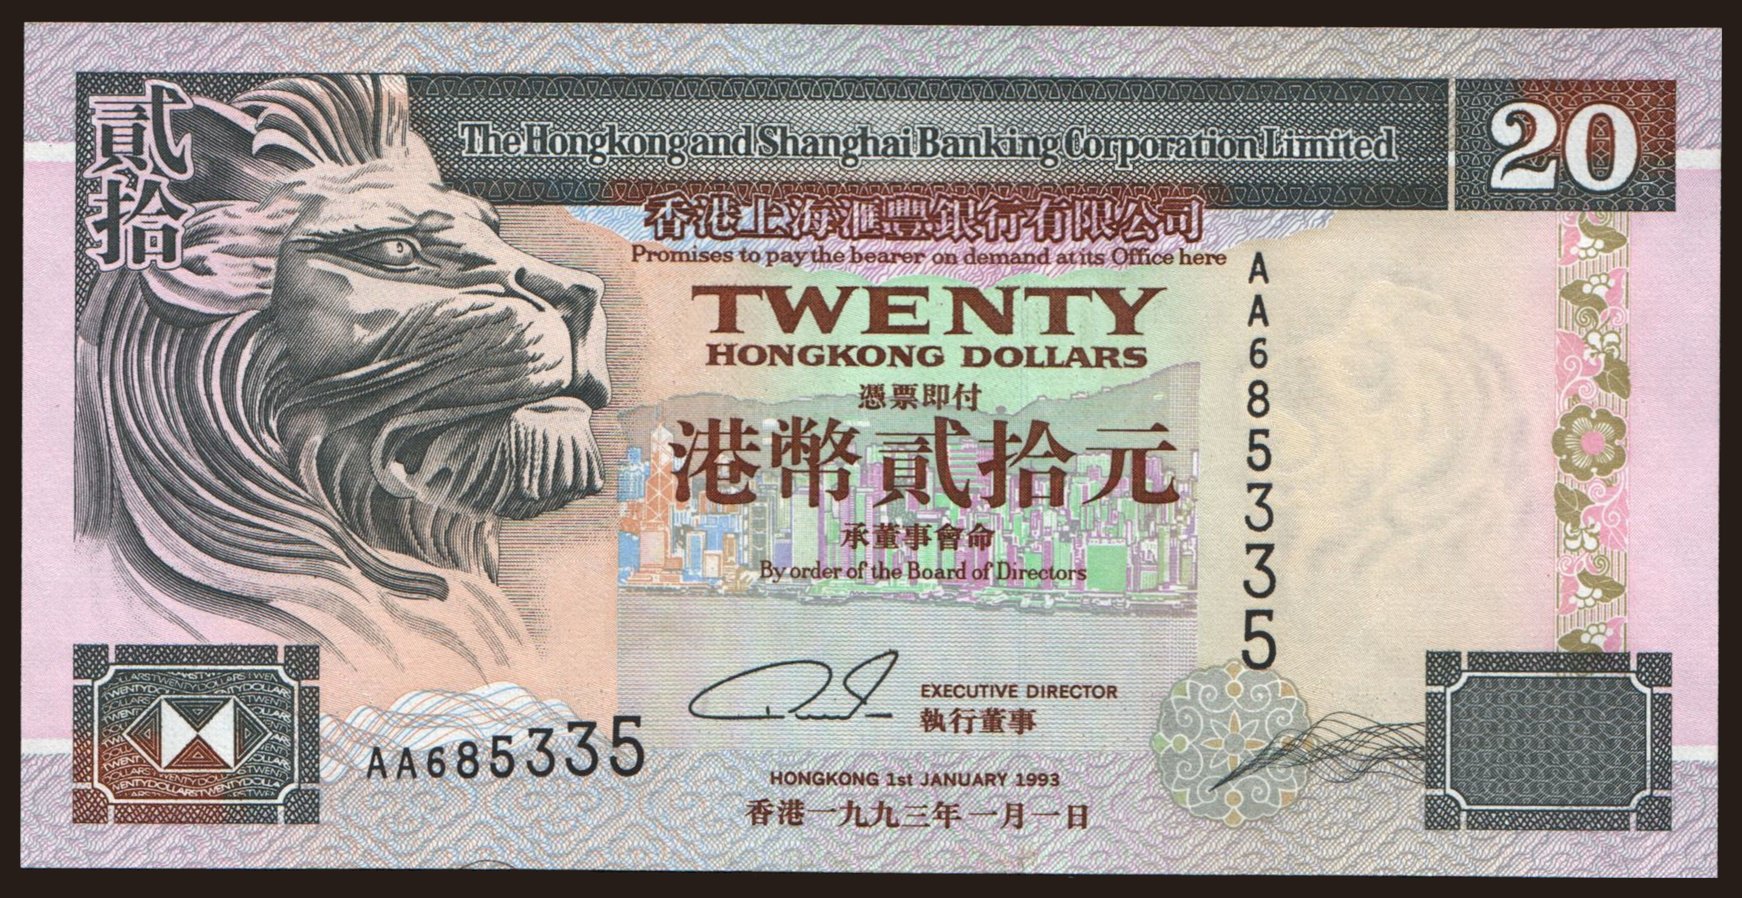 貳拾
The Hongkong and Shanghai Banking Corporation Limited
20
香港上海滙豐銀行有限公司
Promises to pay the bearer on demand at its Office here
TWENTY
HONGKONG DOLLARS
憑票即付
港幣貳拾元
承董事會命
By order of the Board of Directors
AA685335
EXECUTIVE DIRECTOR
執行董事
AA685335
HONGKONG 1st JANUARY 1993
香港一九九三年一月一日